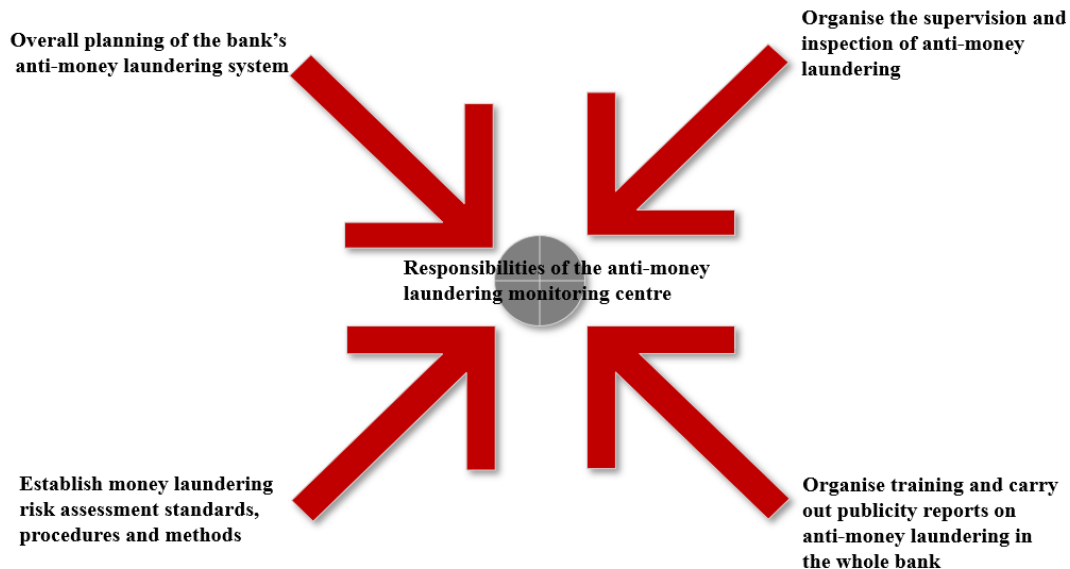 Overall planning of the bank's
anti-money laundering system
Organise the supervision and
inspection of anti-money
laundering
Responsibilities of the anti-money
laundering monitoring centre
Establish money laundering
risk assessment standards,
procedures and methods
Organise training and carry
out publicity reports on
anti-money laundering in
the whole bank